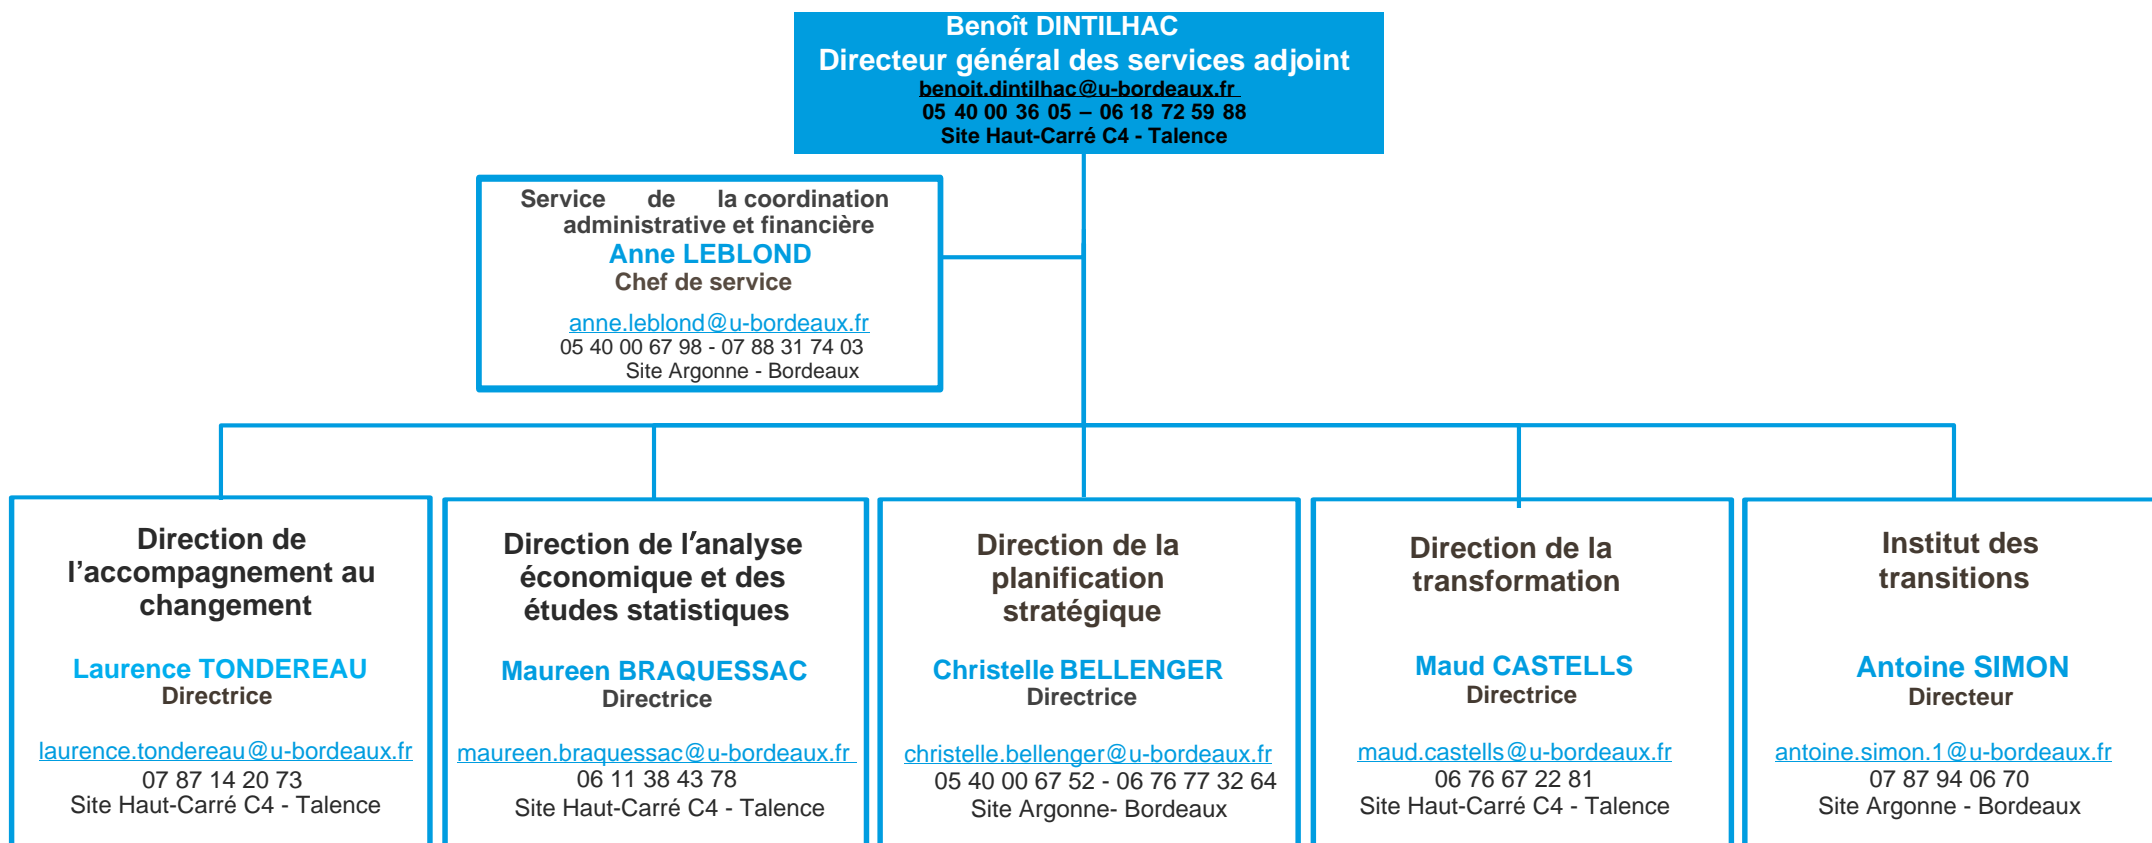 Benoît DINTILHAC
Directeur général des services adjoint
benoit.dintilhac@u-bordeaux.fr
05 40 00 36 05 – 06 18 72 59 88
Site Haut-Carré C4 - Talence
Service de la coordination
administrative et financière
Anne LEBLOND
Chef de service
anne.leblond@u-bordeaux.fr
05 40 00 67 98 - 07 88 31 74 03
Site Argonne - Bordeaux
Direction de
l'accompagnement au
changement
Laurence TONDEREAU
Directrice
laurence.tondereau@u-bordeaux.fr
07 87 14 20 73
Site Haut-Carré C4 - Talence
Direction de l'analyse
économique et des
études statistiques
Maureen BRAQUESSAC
Directrice
maureen.braquessac@u-bordeaux.fr
06 11 38 43 78
Site Haut-Carré C4 - Talence
Direction de la
planification
stratégique
Christelle BELLENGER
Directrice
christelle.bellenger@u-bordeaux.fr
05 40 00 67 52 - 06 76 77 32 64
Site Argonne- Bordeaux
Direction de la
transformation
Maud CASTELLS
Directrice
maud.castells@u-bordeaux.fr
06 76 67 22 81
Site Haut-Carré C4 - Talence
Institut des
transitions
Antoine SIMON
Directeur
antoine.simon.1@u-bordeaux.fr
07 87 94 06 70
Site Argonne - Bordeaux